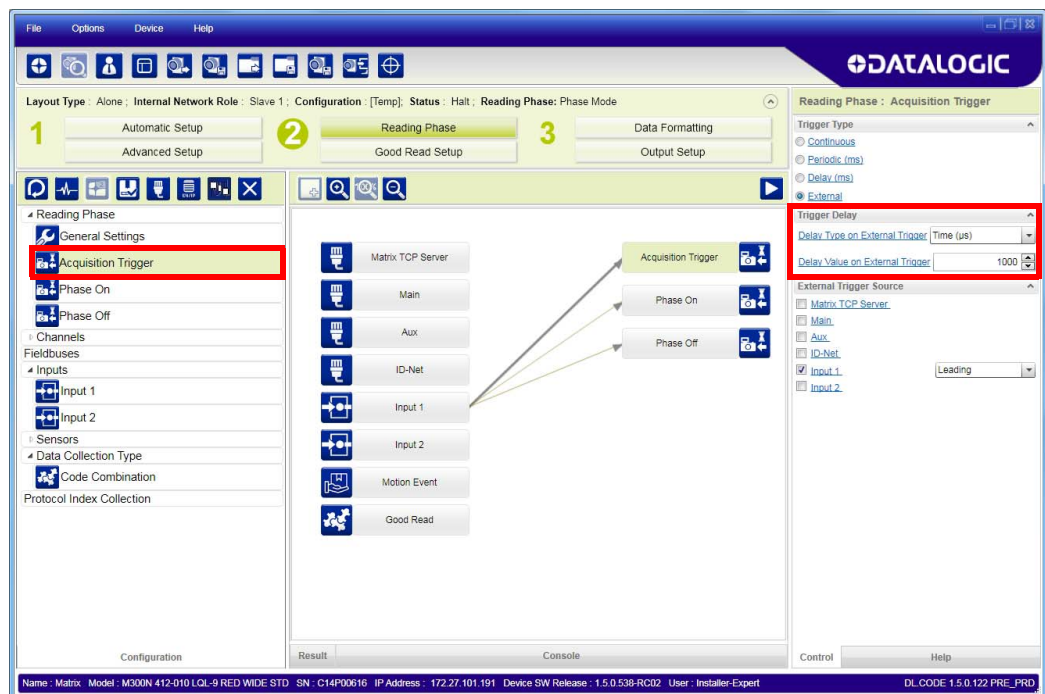 File Options Device Help
DATALOGIC
Layout Type : Alone ; Internal Network Role : Slave 1 ; Configuration : [Temp]; Status : Halt ; Reading Phase: Phase Mode
1 Automatic Setup
Advanced Setup
2 Reading Phase
Good Read Setup
3 Data Formatting
Output Setup
Reading Phase
General Settings
Acquisition Trigger
Phase On
Phase Off
Channels
Fieldbuses
Inputs
Input 1
Input 2
Sensors
Data Collection Type
Code Combination
Protocol Index Collection
Configuration
Matrix TCP Server
Main
Aux
ID-Net
Input 1
Input 2
Motion Event
Good Read
Acquisition Trigger
Phase On
Phase Off
Result Console
Reading Phase : Acquisition Trigger
Trigger Type
Continuous
Periodic (ms)
Delay (ms)
External
Trigger Delay
Delay Type on External Trigger Time (µs)
Delay Value on External Trigger 1000
External Trigger Source
Matrix TCP Server
Main
Aux
ID-Net
Input 1 Leading
Input 2
Control Help
Name : Matrix Model : M300N 412-010 LQL-9 RED WIDE STD SN : C14P00616 IP Address : 172.27.101.191 Device SW Release : 1.5.0.538-RC02 User : Installer-Expert DL.CODE 1.5.0.122 PRE_PRD